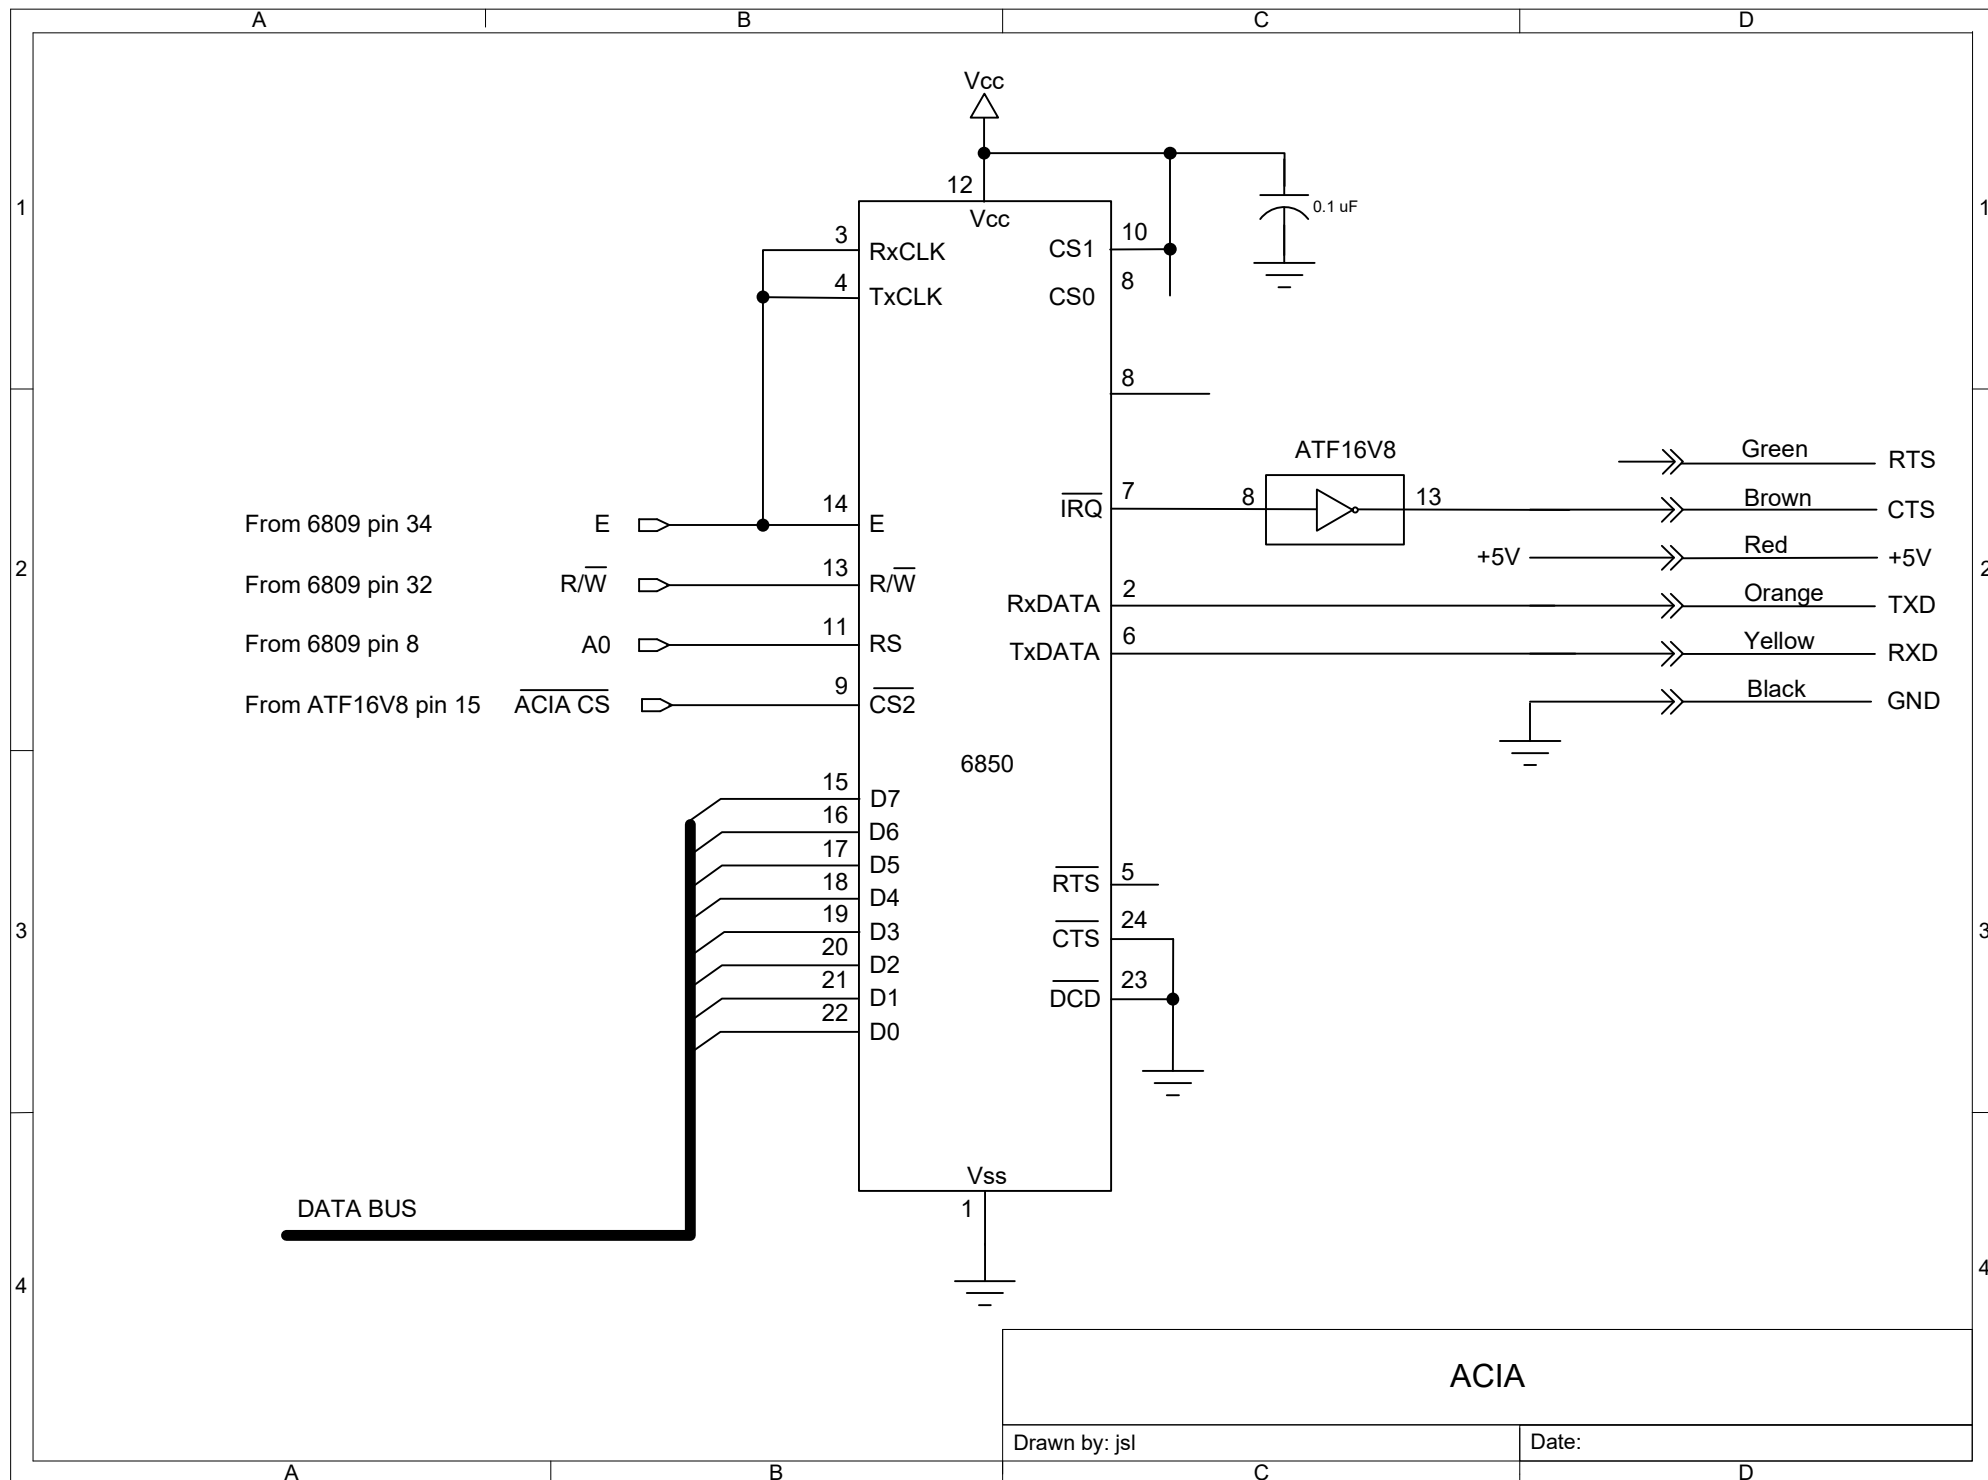 A B C D
Vcc
12
Vcc
0.1 uF
1 1
3 RxCLK CS1 10
4 TxCLK CS0 8
8
ATF16V8
Green RTS
IRQ 7 8 13 Brown CTS
From 6809 pin 34 E 14 E
+5V Red +5V
2 2
From 6809 pin 32 R/W 13 R/W
RxDATA 2 Orange TXD
From 6809 pin 8 A0 11 RS
TxDATA 6 Yellow RXD
From ATF16V8 pin 15 ACIA CS 9 CS2
Black GND
6850
15 D7
16 D6
17 D5
18 D4
19 D3
20 D2
21 D1
22 D0
RTS 5
CTS 24
DCD 23
3 3
Vss
1
DATA BUS
4 4
ACIA
Drawn by: jsl Date:
A B C D